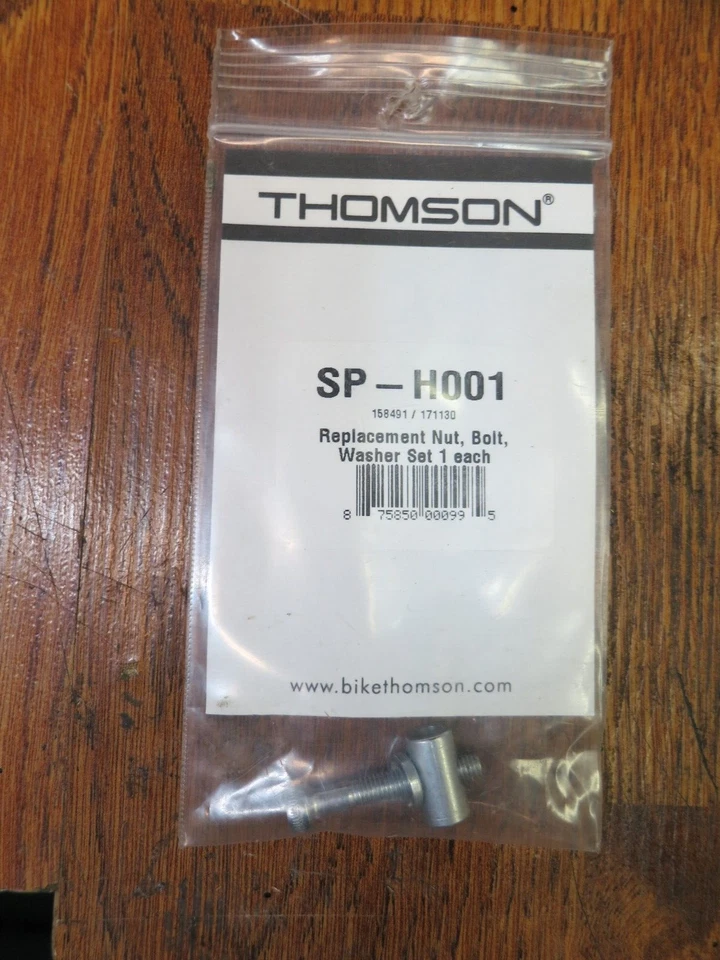 THOMSON®
SP – H001
158491 / 171130
Replacement Nut, Bolt,
Washer Set 1 each
8 75850 00099 5
www.bikethomson.com